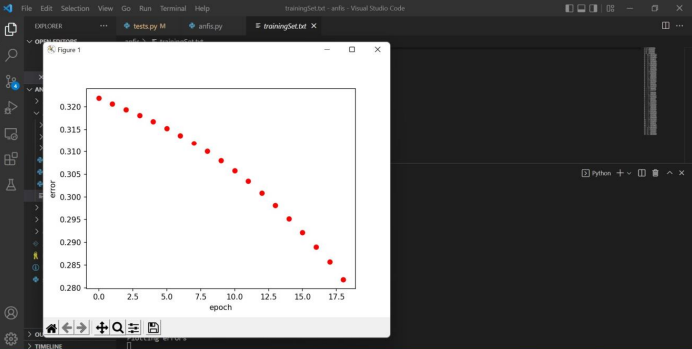 File Edit Selection View Go Run Terminal Help
trainingSet.txt - anfis - Visual Studio Code
EXPLORER
tests.py M
anfis.py
trainingSet.txt
Figure 1
0.320
0.315
0.310
0.305
0.300
0.295
0.290
0.285
0.280
error
0.0 2.5 5.0 7.5 10.0 12.5 15.0 17.5
epoch
Python
Plotting errors
TIMELINE